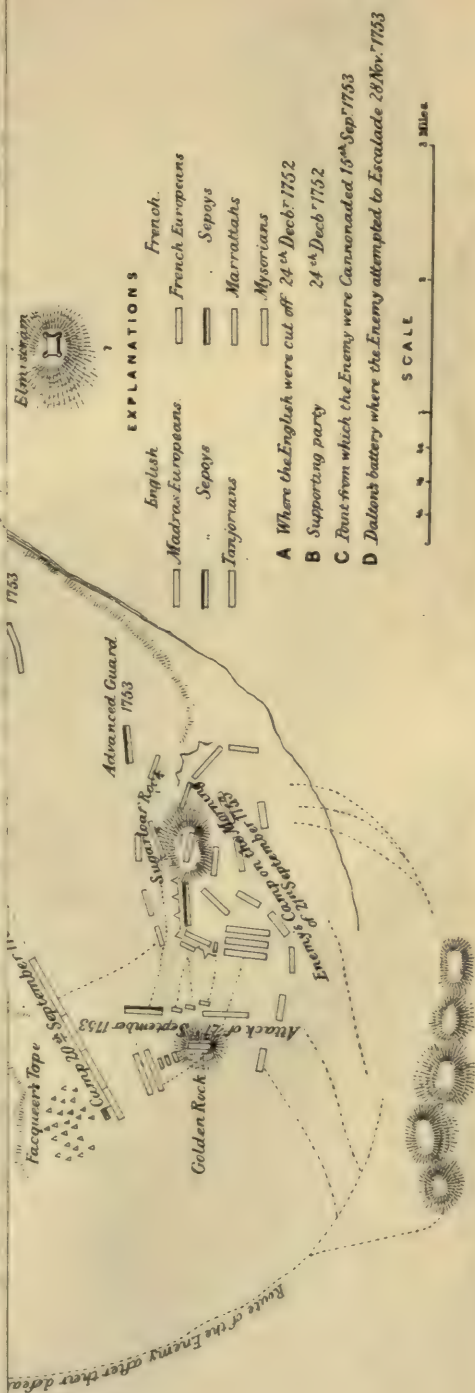 1753
Elmiseram
EXPLANATIONS
English
French.
Madras Europeans
French Europeans
" Sepoys
Sepoys
Tanjorians
Marrattahs
Mysorians
A Where the English were cut off 24th Decbr 1752
B Supporting party 24th Decbr 1752
C Point from which the Enemy were Cannonaded 15th Sepr 1753
D Dalton's battery where the Enemy attempted to Escalade 28 Novr 1753
SCALE
3 Miles
Advanced Guard
1753
Sugarloaf Rock
Enemy's Camp on the Morning
of 21st September 1753
Facqueer's Tope
Camp 20th September
Attack of 21st September 1753
Golden Rock
Route of the Enemy after their defea